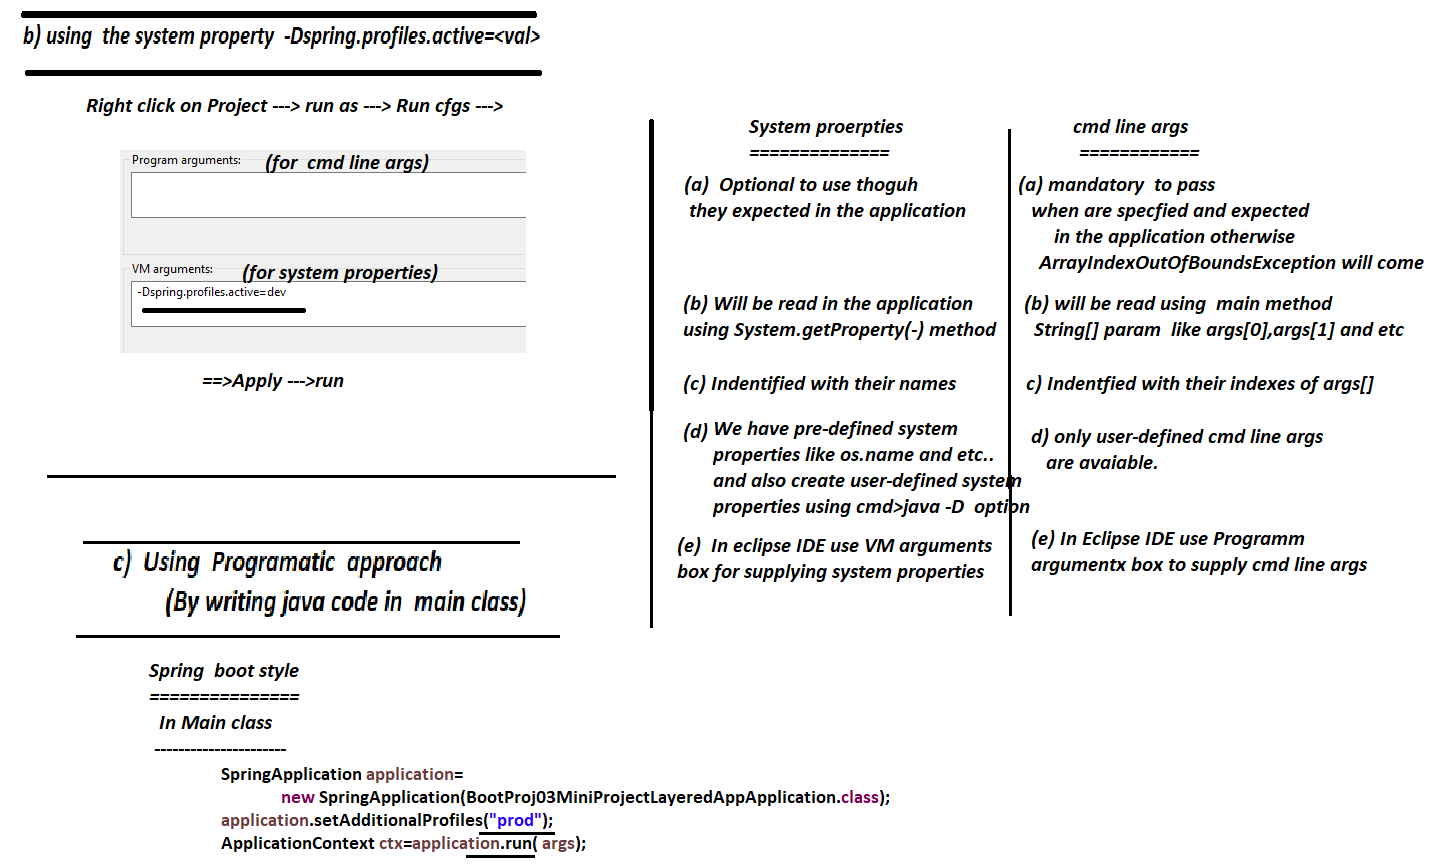 b) using the system property -Dspring.profiles.active=<val>
Right click on Project ---> run as ---> Run cfgs --->
Program arguments: (for cmd line args)
VM arguments: (for system properties)
-Dspring.profiles.active=dev
==>Apply --->run
System proerpties
==============
(a) Optional to use thoguh
they expected in the application
(b) Will be read in the application
using System.getProperty(-) method
(c) Indentified with their names
(d) We have pre-defined system
properties like os.name and etc..
and also create user-defined system
properties using cmd>java -D option
(e) In eclipse IDE use VM arguments
box for supplying system properties
cmd line args
============
(a) mandatory to pass
when are specfied and expected
in the application otherwise
ArrayIndexOutOfBoundsException will come
(b) will be read using main method
String[] param like args[0],args[1] and etc
c) Indentfied with their indexes of args[]
d) only user-defined cmd line args
are avaiable.
(e) In Eclipse IDE use Programm
argumentx box to supply cmd line args
c) Using Programatic approach
(By writing java code in main class)
Spring boot style
===============
In Main class
----------------------
SpringApplication application=
new SpringApplication(BootProj03MiniProjectLayeredAppApplication.class);
application.setAdditionalProfiles("prod");
ApplicationContext ctx=application.run( args);